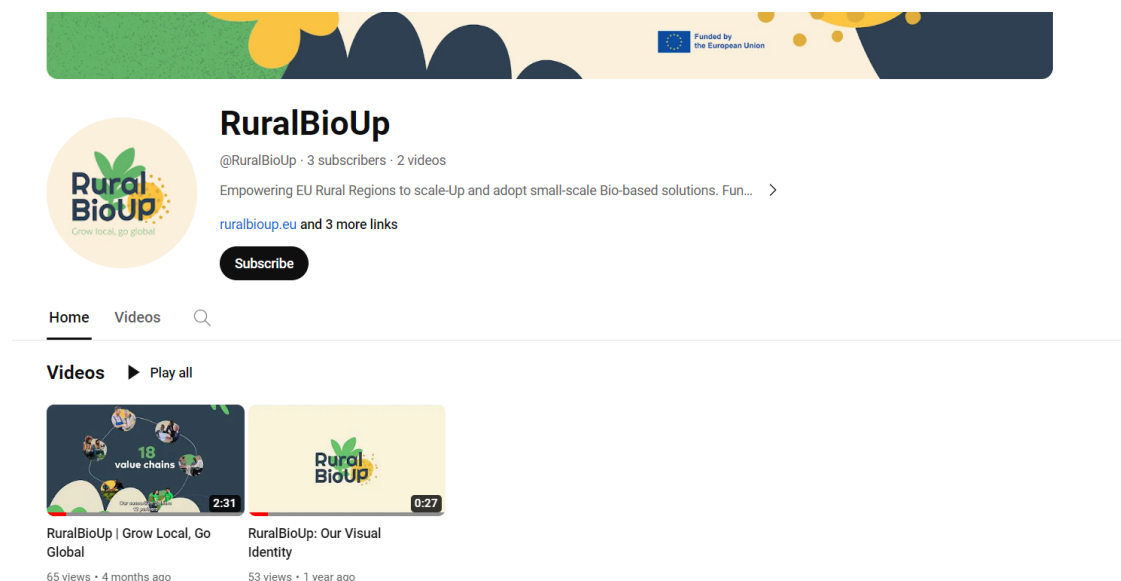 Funded by
the European Union
RuralBioUp
Rural
BioUp
Grow local, go global
@RuralBioUp · 3 subscribers · 2 videos
Empowering EU Rural Regions to scale-Up and adopt small-scale Bio-based solutions. Fun...
ruralbioup.eu and 3 more links
Subscribe
Home Videos
Videos Play all
18
value chains
2:31
Rural
BioUp
0:27
RuralBioUp | Grow Local, Go
Global
65 views • 4 months ago
RuralBioUp: Our Visual
Identity
53 views • 1 year ago